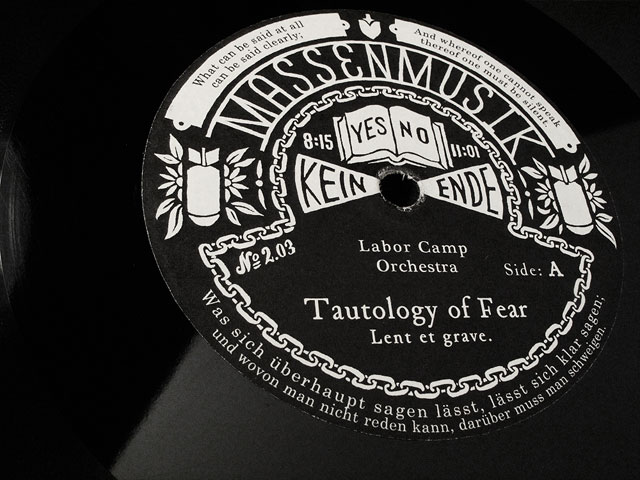 What can be said at all
can be said clearly;
And whereof one cannot speak
thereof one must be silent.
MASSENMUSIK
YES NO
8:15 11:01
KEIN ENDE
No 2.03
Labor Camp
Orchestra
Side: A
Tautology of Fear
Lent et grave.
Was sich überhaupt sagen lässt, lässt sich klar sagen;
und wovon man nicht reden kann, darüber muss man schweigen.